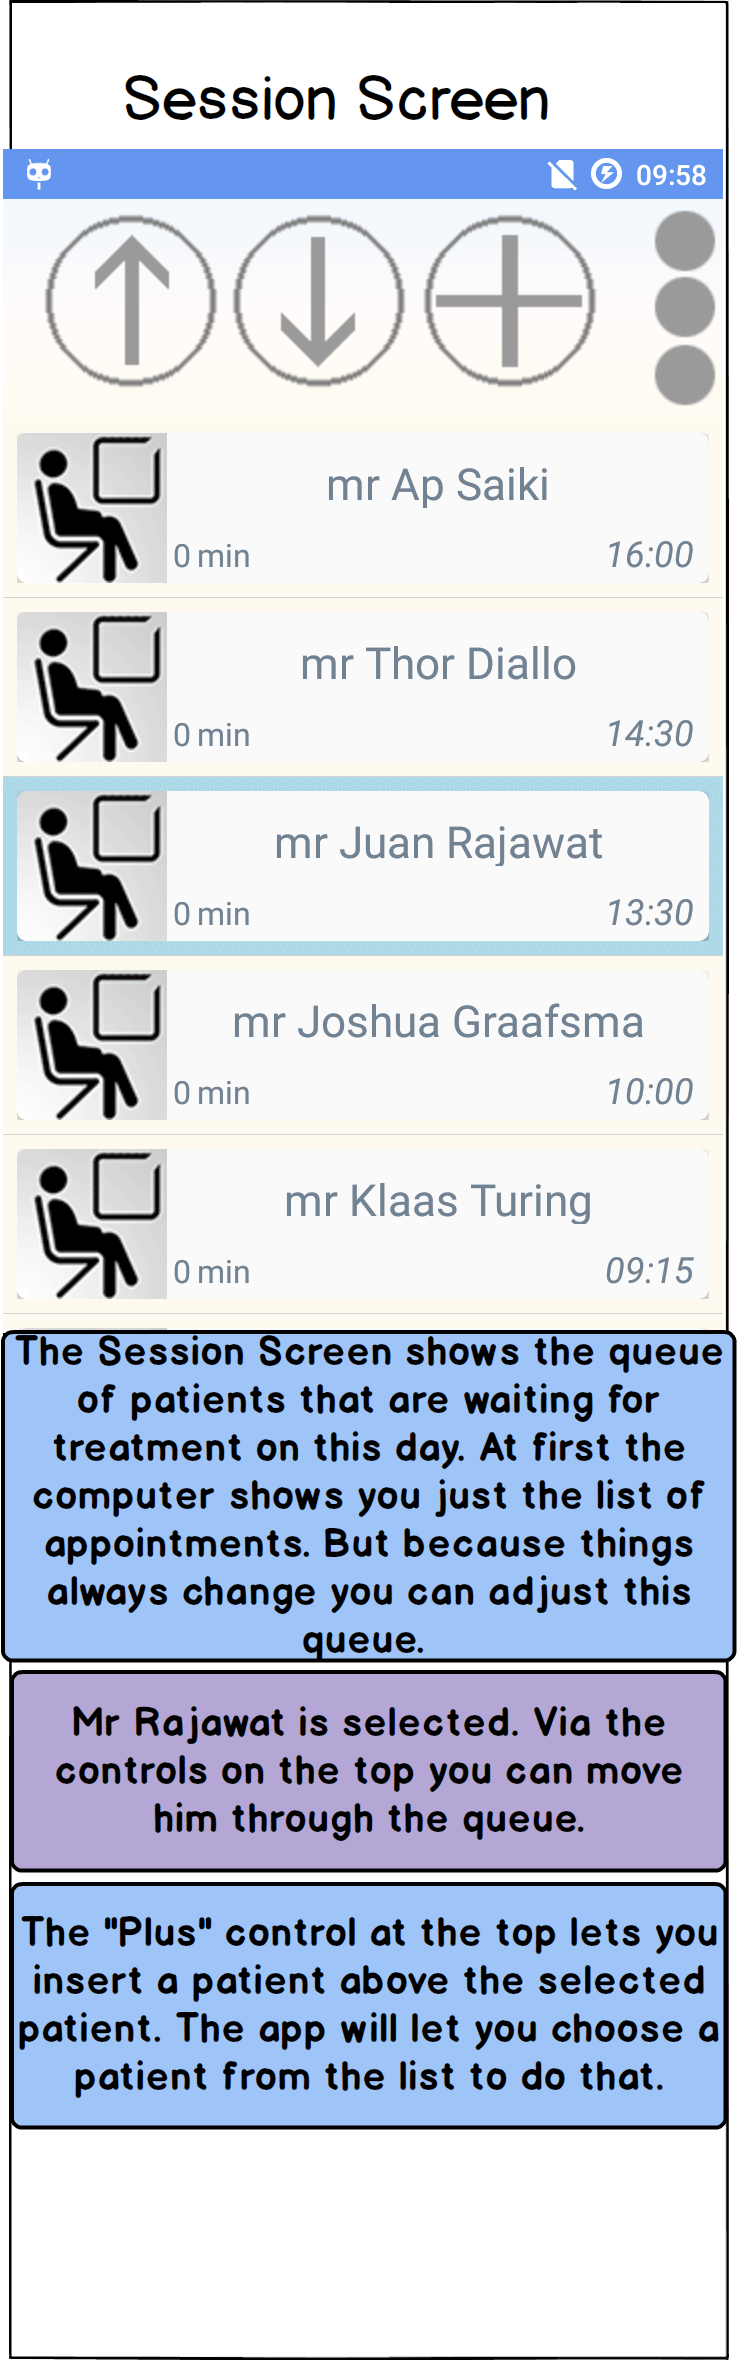 Session Screen
09:58
mr Ap Saiki
0 min
16:00
mr Thor Diallo
0 min
14:30
mr Juan Rajawat
0 min
13:30
mr Joshua Graafsma
0 min
10:00
mr Klaas Turing
0 min
09:15
The Session Screen shows the queue
of patients that are waiting for
treatment on this day. At first the
computer shows you just the list of
appointments. But because things
always change you can adjust this
queue.
Mr Rajawat is selected. Via the
controls on the top you can move
him through the queue.
The "Plus" control at the top lets you
insert a patient above the selected
patient. The app will let you choose a
patient from the list to do that.